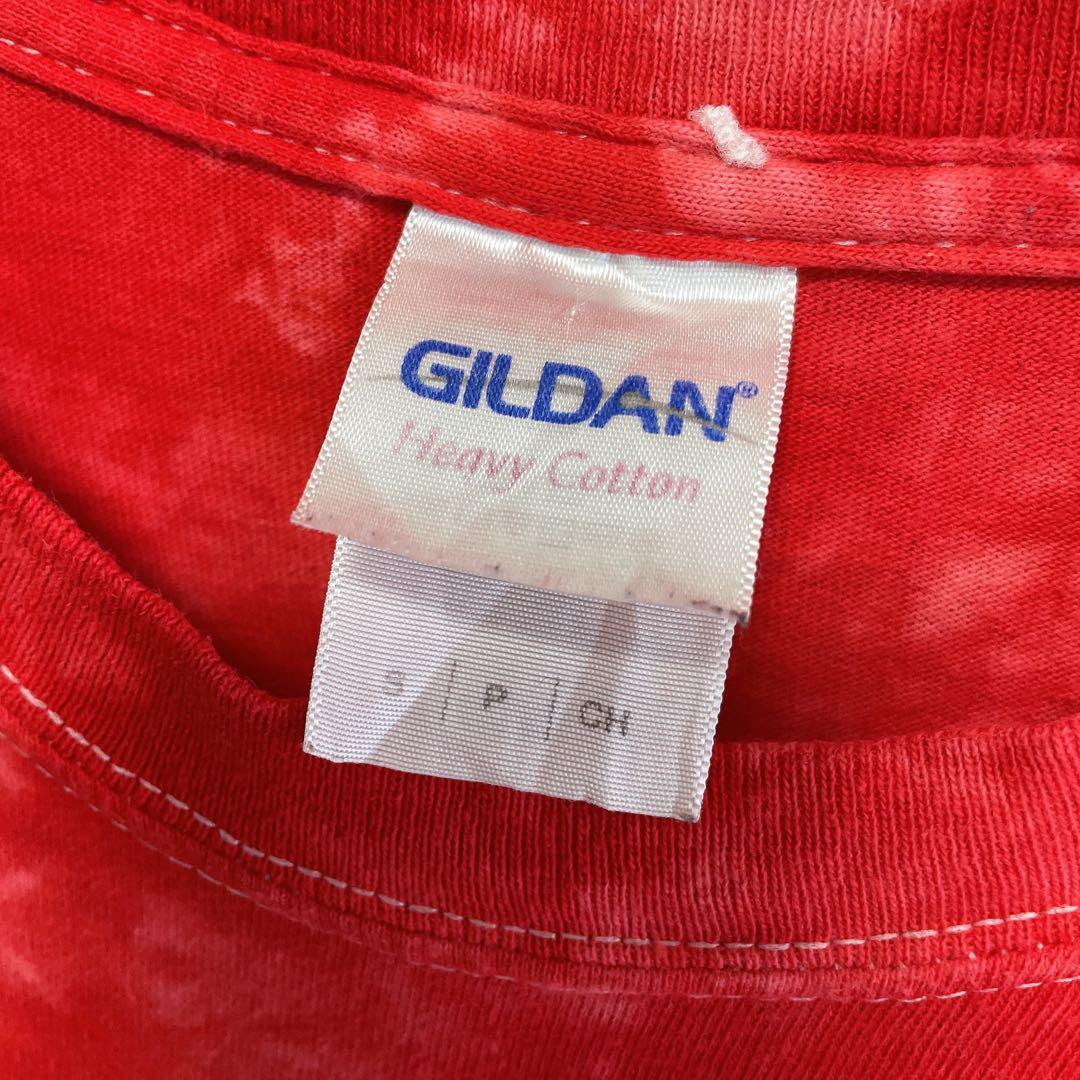 GILDAN®
Heavy Cotton
S | P | CH